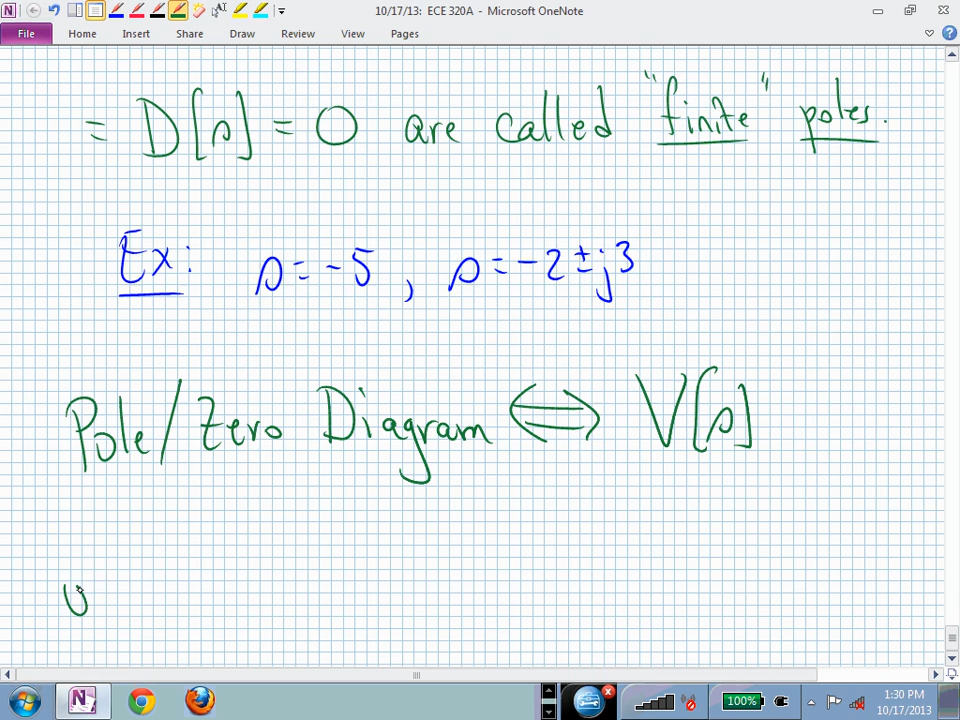 10/17/13: ECE 320A - Microsoft OneNote
File Home Insert Share Draw Review View Pages
= D[s] = 0 are called "finite" poles.
Ex: s = -5 , s = -2 ± j3
Pole/Zero Diagram ⇔ V[s]
100% 1:30 PM
10/17/2013